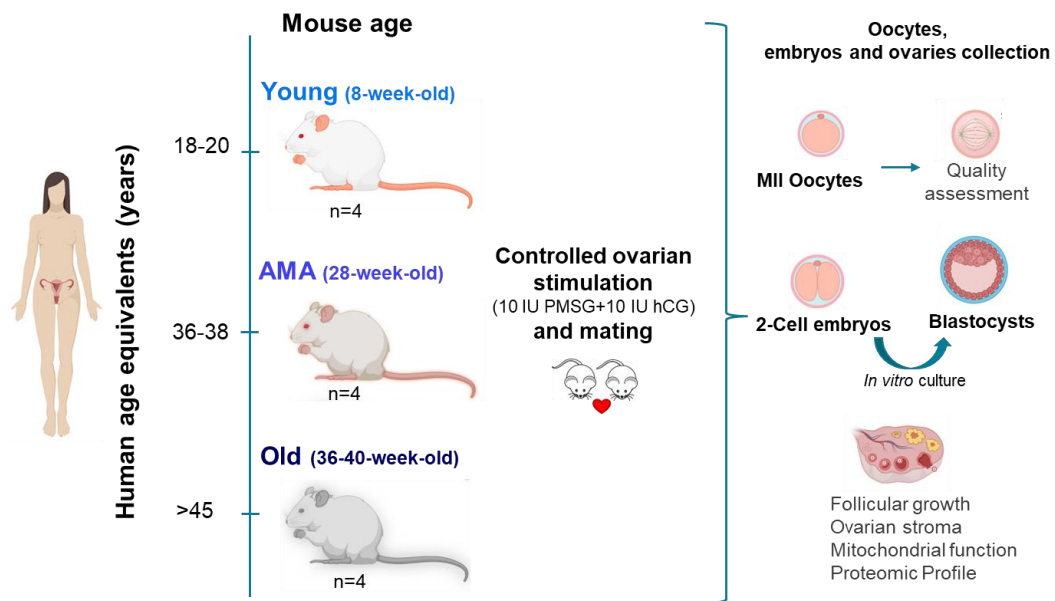 Mouse age
Oocytes,
embryos and ovaries collection
Human age equivalents (years)
Young (8-week-old)
18-20
n=4
AMA (28-week-old)
36-38
n=4
Old (36-40-week-old)
>45
n=4
Controlled ovarian
stimulation
(10 IU PMSG+10 IU hCG)
and mating
MII Oocytes
Quality
assessment
2-Cell embryos
Blastocysts
In vitro culture
Follicular growth
Ovarian stroma
Mitochondrial function
Proteomic Profile